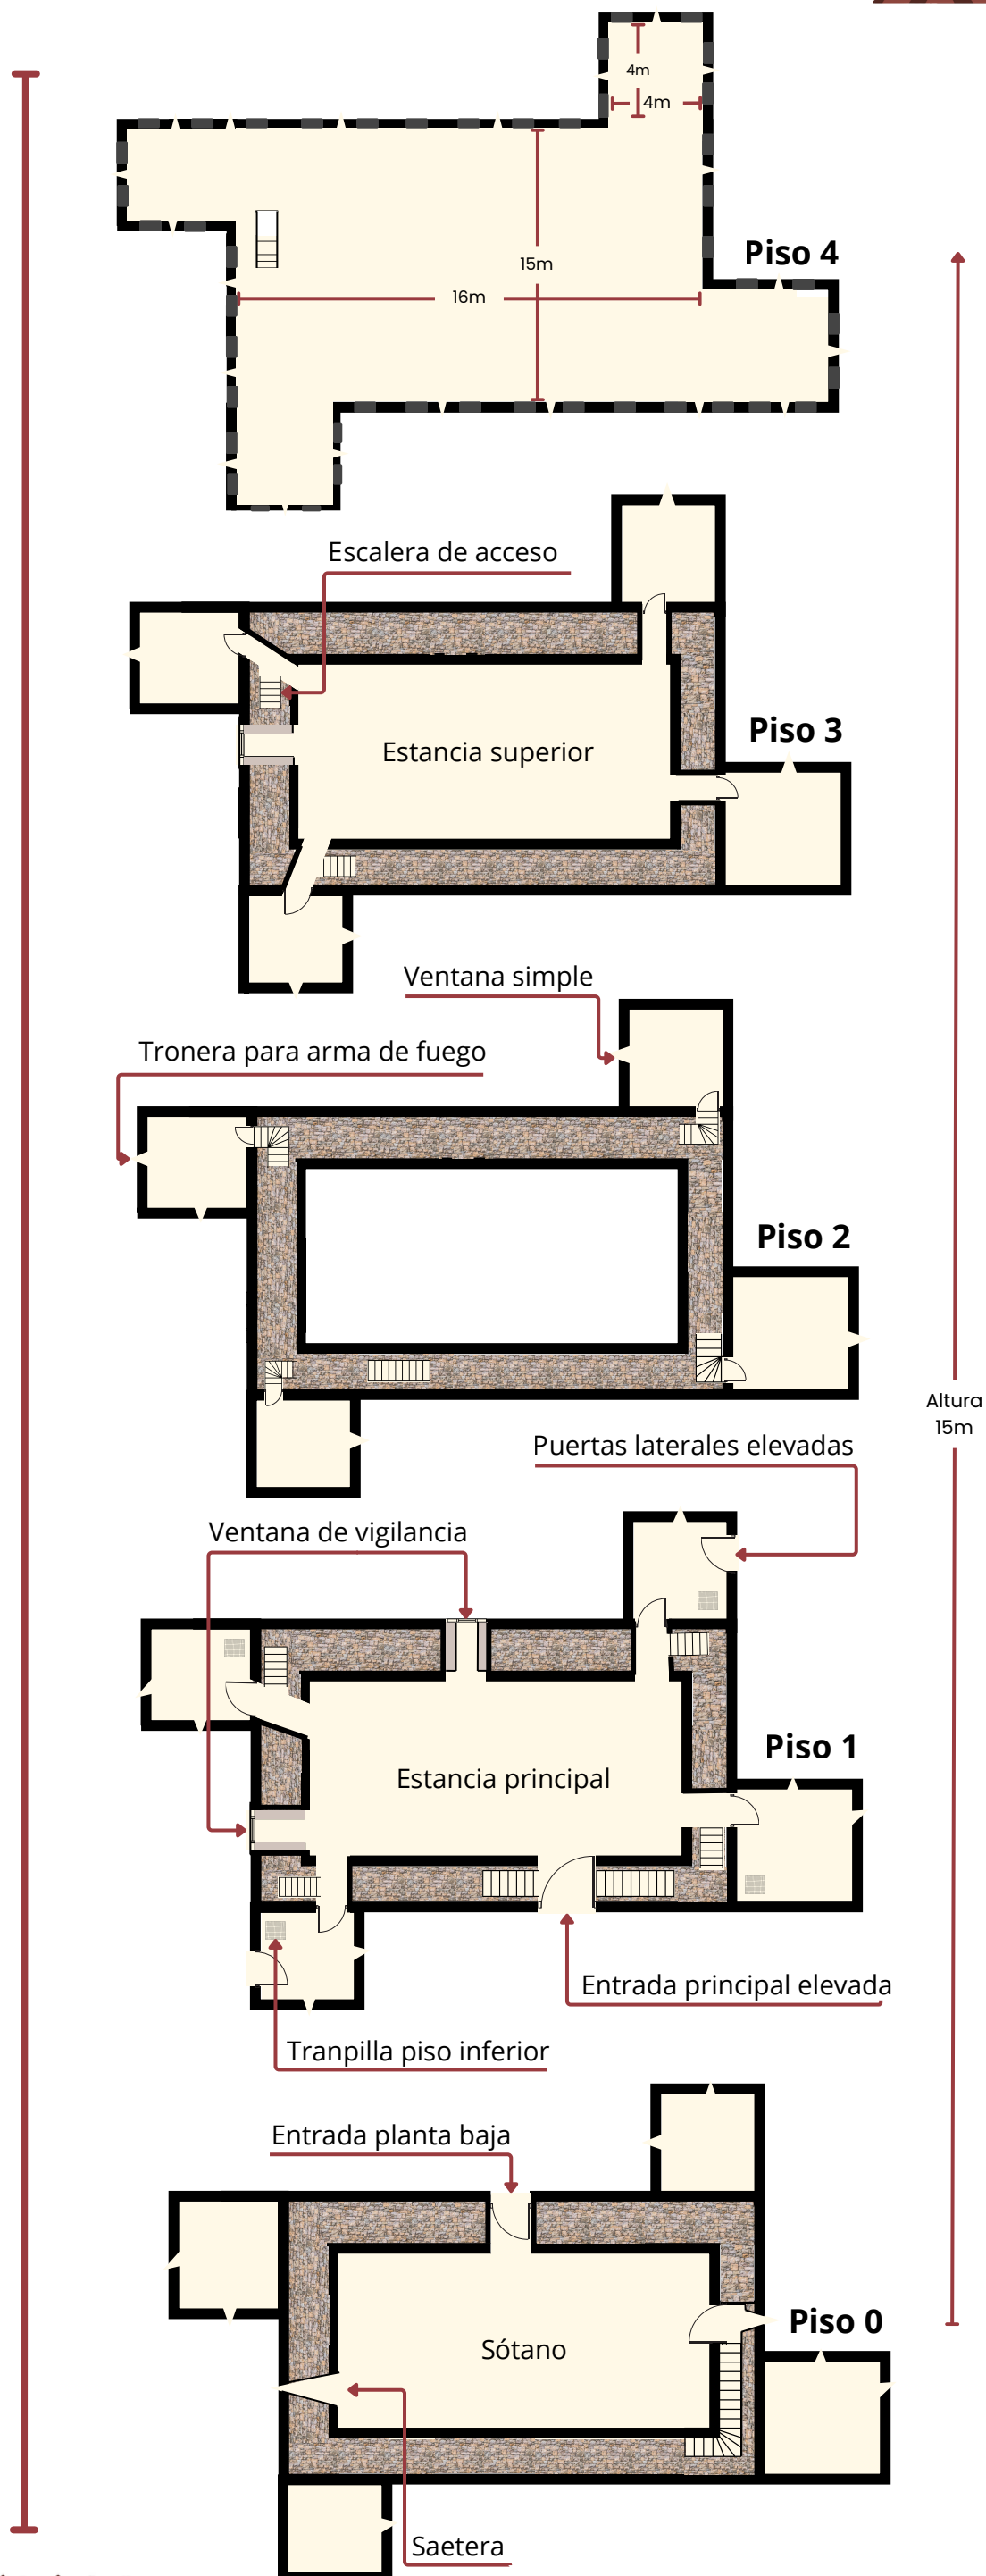 4m
4m
Piso 4
15m
16m
Escalera de acceso
Piso 3
Estancia superior
Ventana simple
Tronera para arma de fuego
Piso 2
Altura
15m
Puertas laterales elevadas
Ventana de vigilancia
Piso 1
Estancia principal
Entrada principal elevada
Tranpilla piso inferior
Entrada planta baja
Piso 0
Sótano
Saetera